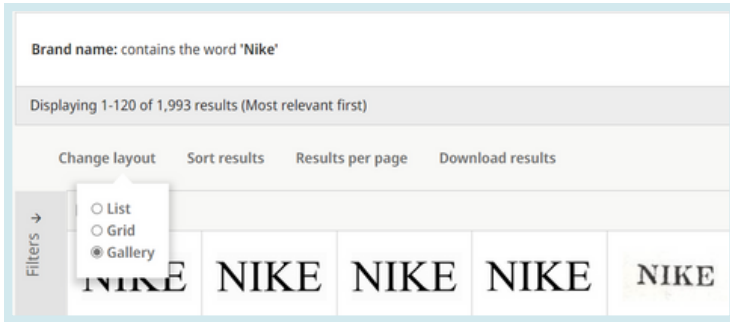 Brand name: contains the word 'Nike'
Displaying 1-120 of 1,993 results (Most relevant first)
Change layout Sort results Results per page Download results
List
Grid
Gallery
Filters
NIKE NIKE NIKE NIKE NIKE